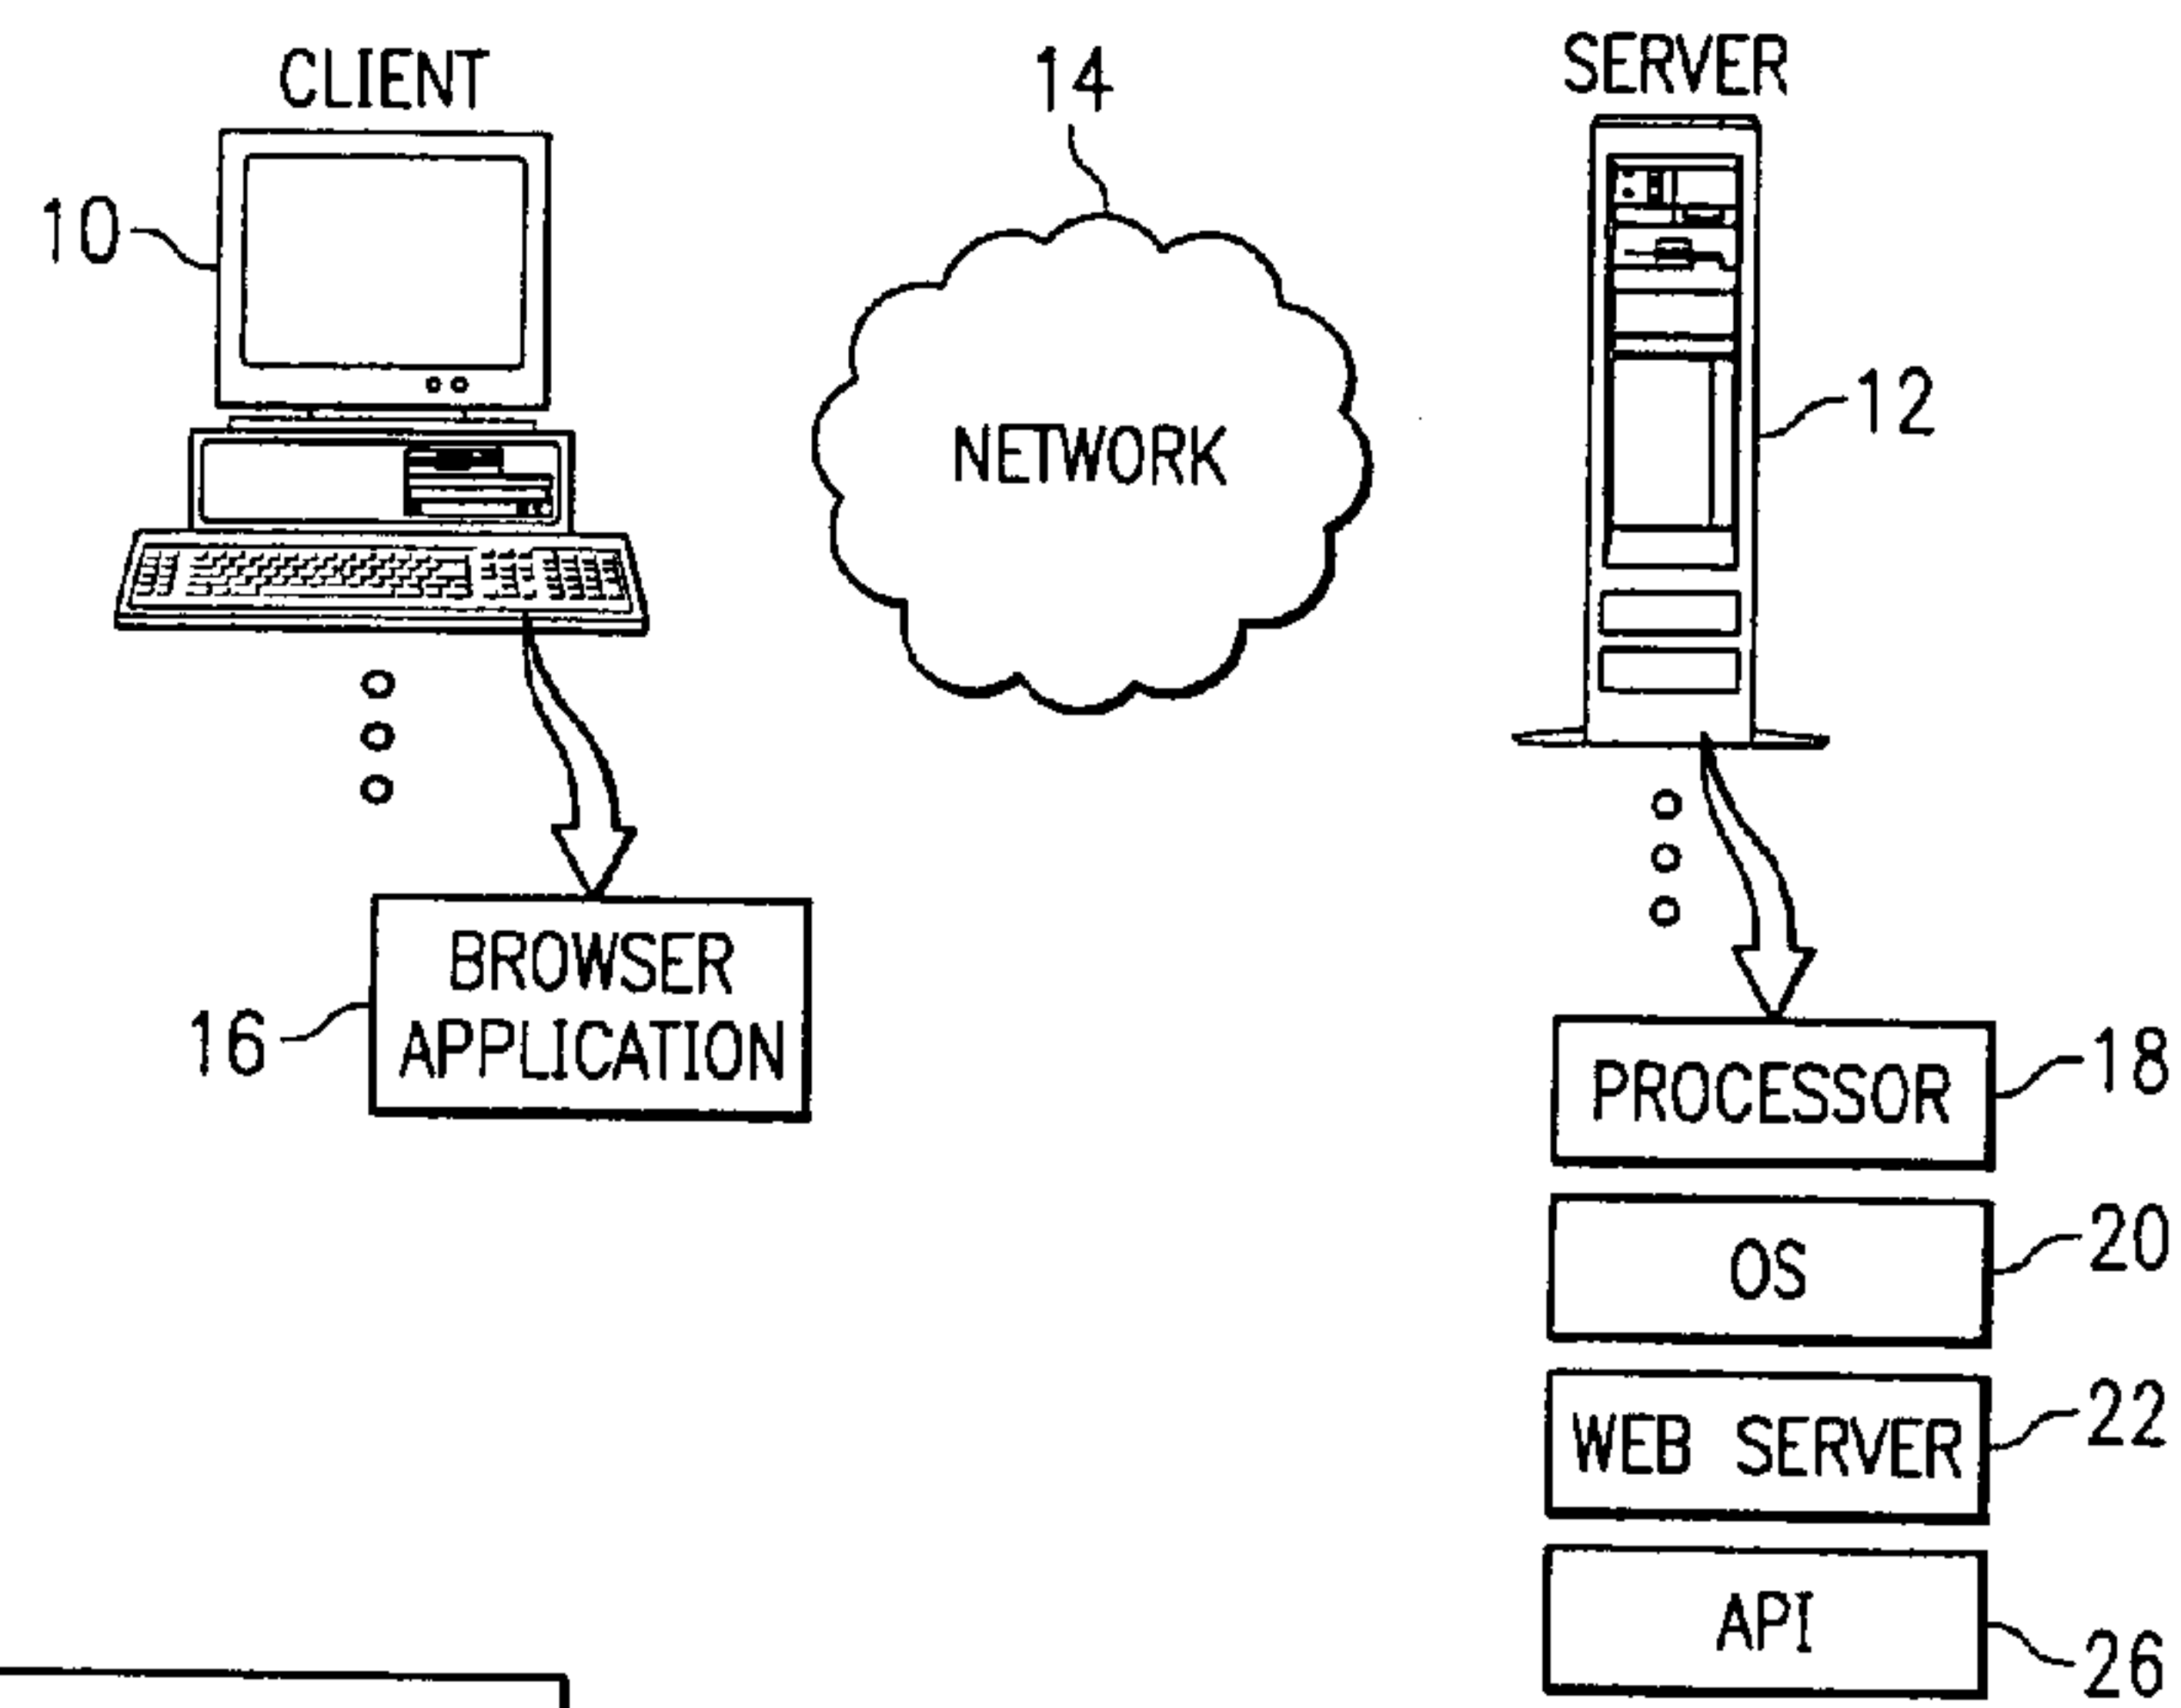 CLIENT
14
SERVER
10
12
NETWORK
BROWSER
APPLICATION
16
PROCESSOR
18
OS
20
WEB SERVER
22
API
26